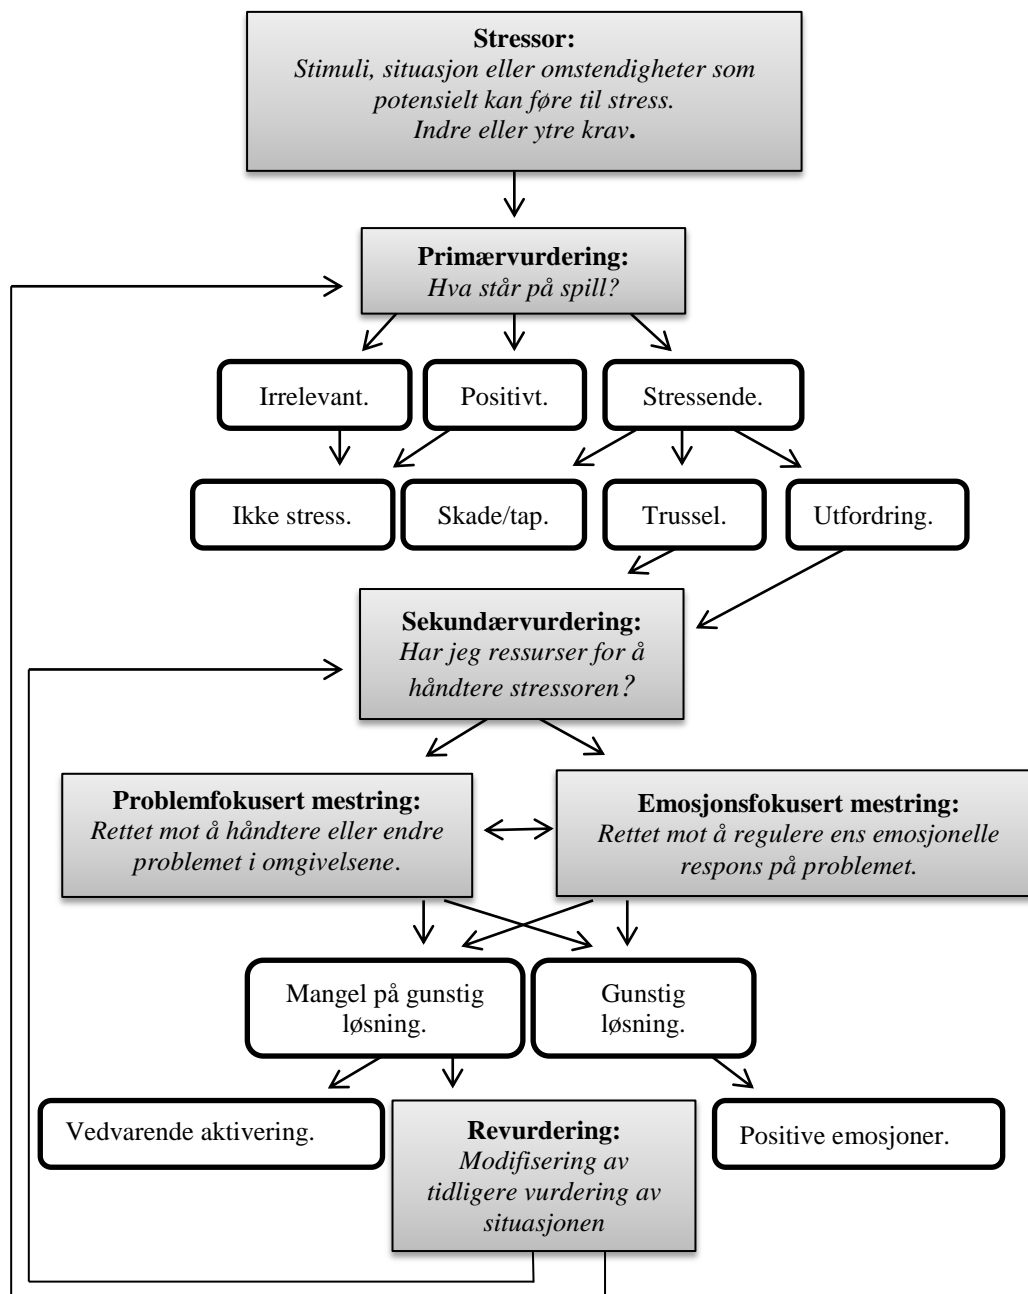 Stressor:
Stimuli, situasjon eller omstendigheter som
potensielt kan føre til stress.
Indre eller ytre krav.
Primærvurdering:
Hva står på spill?
Irrelevant.
Positivt.
Stressende.
Ikke stress.
Skade/tap.
Trussel.
Utfordring.
Sekundærvurdering:
Har jeg ressurser for å
håndtere stressoren?
Problemfokusert mestring:
Rettet mot å håndtere eller endre
problemet i omgivelsene.
Emosjonsfokusert mestring:
Rettet mot å regulere ens emosjonelle
respons på problemet.
Mangel på gunstig
løsning.
Gunstig
løsning.
Vedvarende aktivering.
Revurdering:
Modifisering av
tidligere vurdering av
situasjonen
Positive emosjoner.